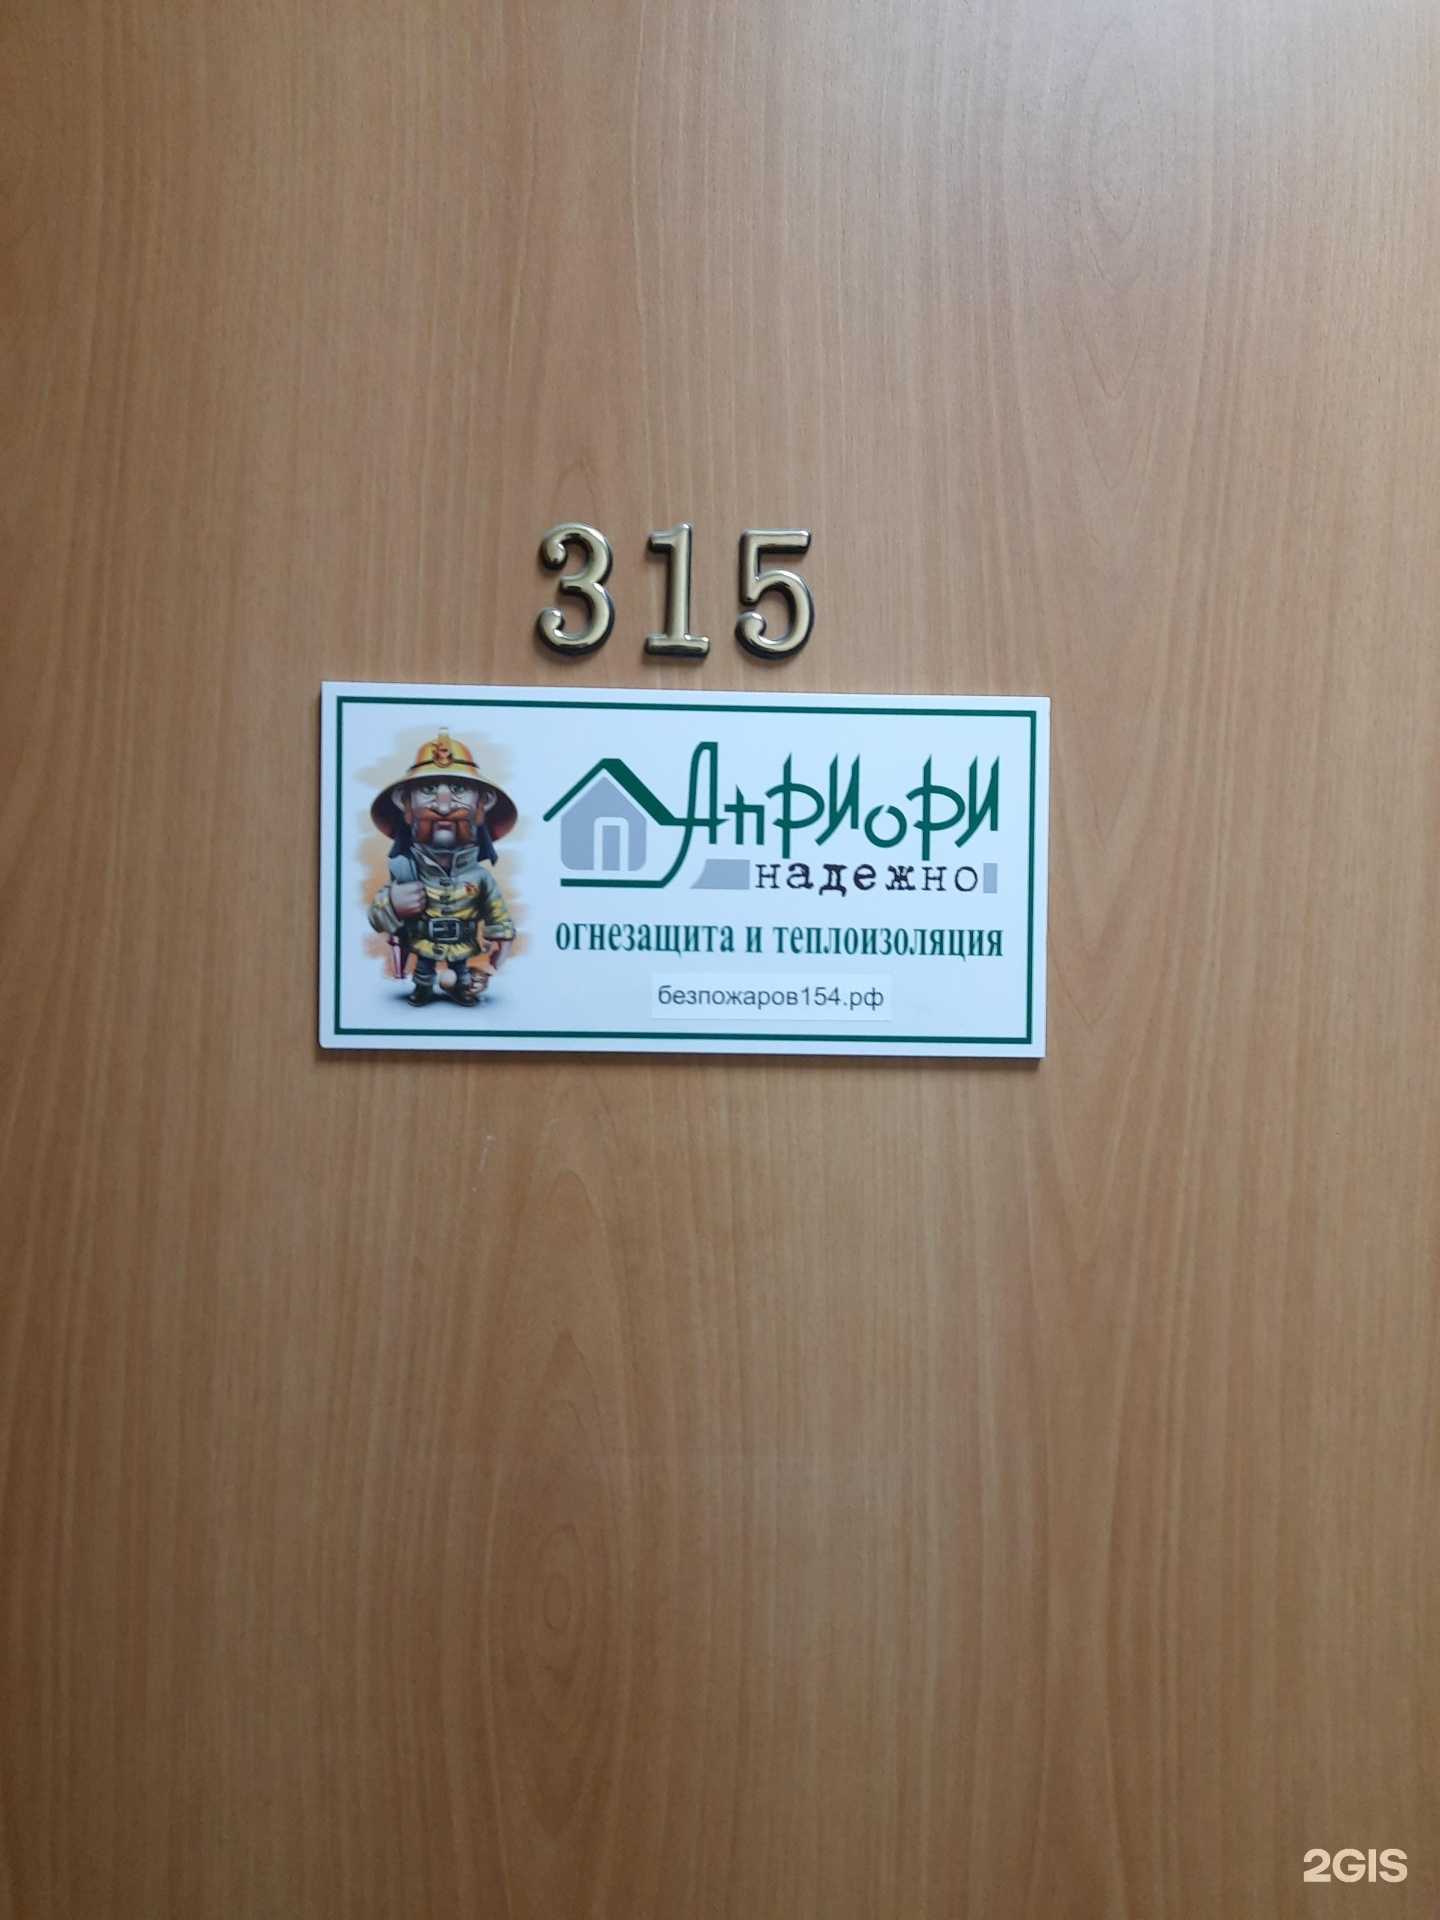 315
Априори
надежно
огнезащита и теплоизоляция
безпожаров154.рф
2GIS